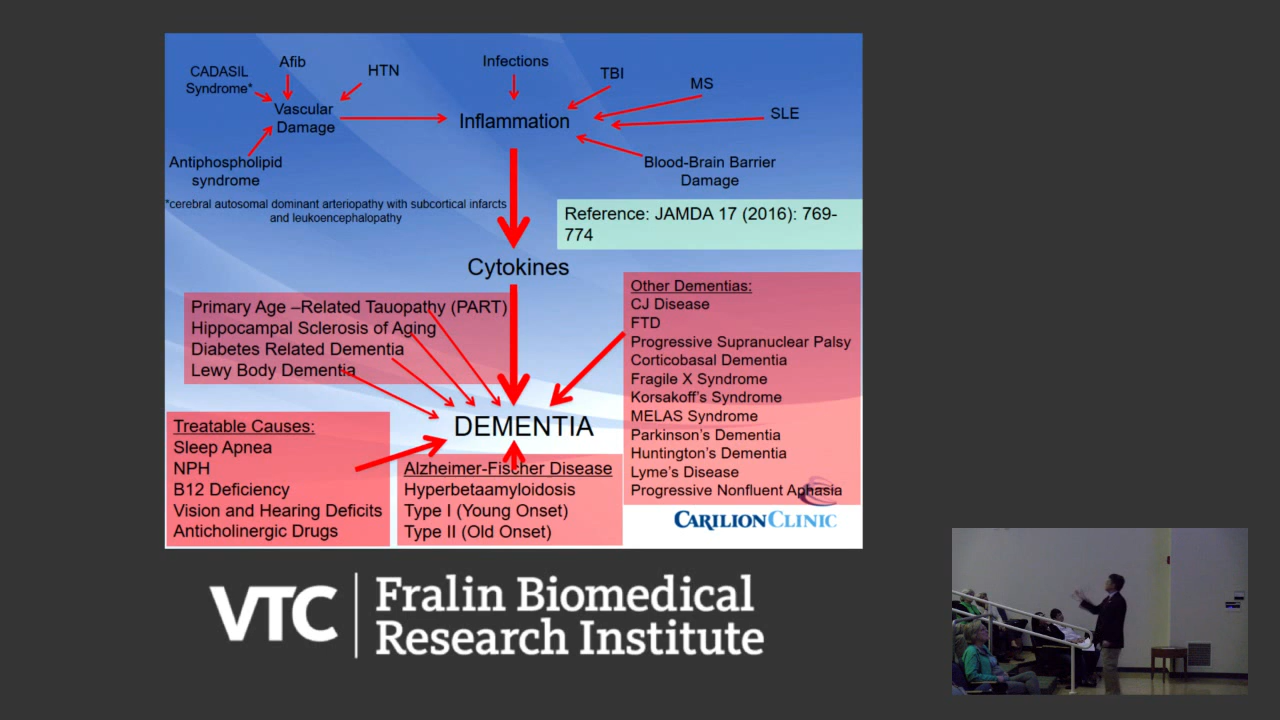 CADASIL
Syndrome*
Afib
HTN
Vascular
Damage
Antiphospholipid
syndrome
*cerebral autosomal dominant arteriopathy with subcortical infarcts
and leukoencephalopathy
Infections
TBI
MS
SLE
Inflammation
Blood-Brain Barrier
Damage
Reference: JAMDA 17 (2016): 769-
774
Cytokines
Primary Age –Related Tauopathy (PART)
Hippocampal Sclerosis of Aging
Diabetes Related Dementia
Lewy Body Dementia
Other Dementias:
CJ Disease
FTD
Progressive Supranuclear Palsy
Corticobasal Dementia
Fragile X Syndrome
Korsakoff's Syndrome
MELAS Syndrome
Parkinson's Dementia
Huntington's Dementia
Lyme's Disease
Progressive Nonfluent Aphasia
DEMENTIA
Treatable Causes:
Sleep Apnea
NPH
B12 Deficiency
Vision and Hearing Deficits
Anticholinergic Drugs
Alzheimer-Fischer Disease
Hyperbetaamyloidosis
Type I (Young Onset)
Type II (Old Onset)
CARILION CLINIC
VTC
Fralin Biomedical
Research Institute